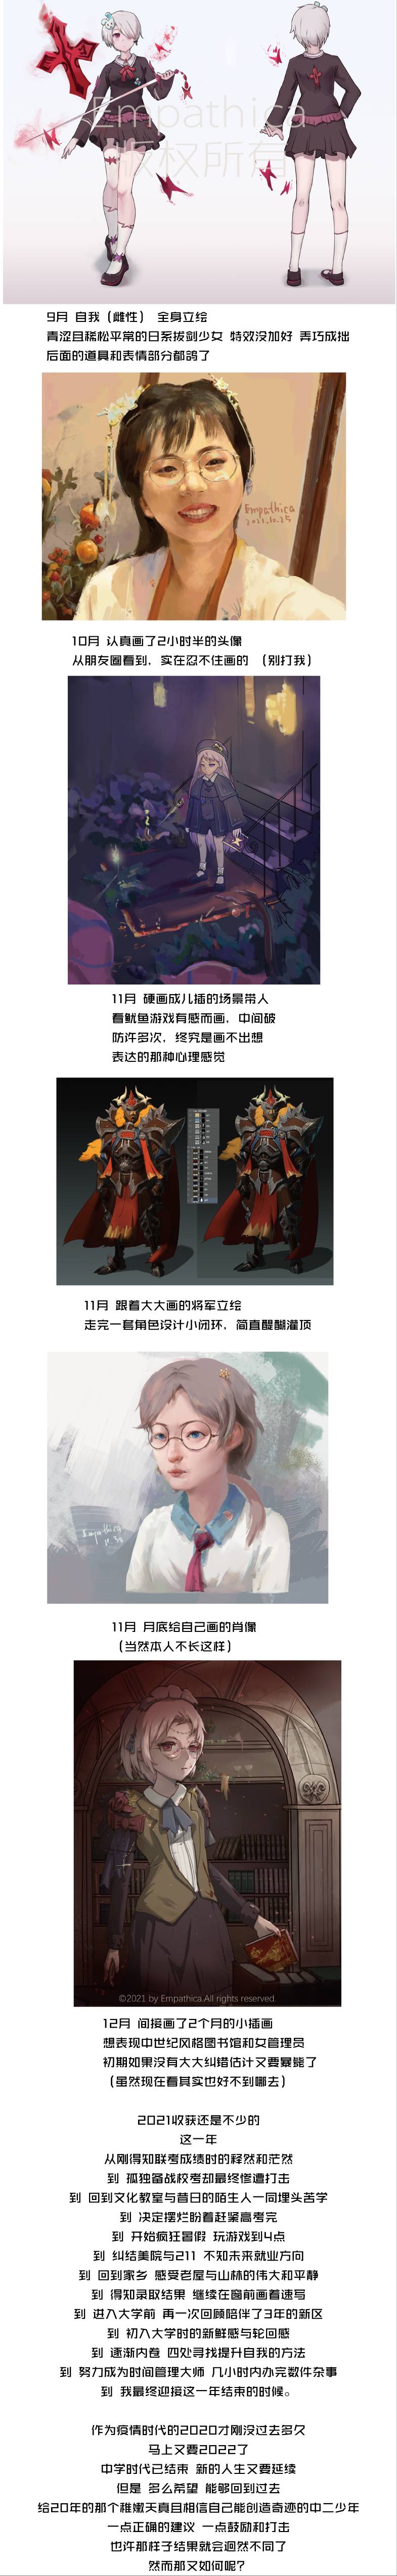 Empathica
版权所有
9月 自我（雌性） 全身立绘
青涩且稀松平常的日系拔剑少女 特效没加好 弄巧成拙
后面的道具和表情部分都鸽了
Empathica
2021.10.25
10月 认真画了2小时半的头像
从朋友圈看到，实在忍不住画的 （别打我）
11月 硬画成儿插的场景带人
看鱿鱼游戏有感而画，中间破
防许多次，终究是画不出想
表达的那种心理感觉
11月 跟着大大画的将军立绘
走完一套角色设计小闭环，简直醍醐灌顶
Empathica
11月 月底给自己画的肖像
（当然本人不长这样）
©2021 by Empathica.All rights reserved.
12月 间接画了2个月的小插画
想表现中世纪风格图书馆和女管理员
初期如果没有大大纠错估计又要暴毙了
（虽然现在看其实也好不到哪去）
2021收获还是不少的
这一年
从刚得知联考成绩时的释然和茫然
到 孤独备战校考却最终惨遭打击
到 回到文化教室与昔日的陌生人一同埋头苦学
到 决定摆烂盼着赶紧高考完
到 开始疯狂暑假 玩游戏到4点
到 纠结美院与211 不知未来就业方向
到 回到家乡 感受老屋与山林的伟大和平静
到 得知录取结果 继续在窗前画着速写
到 进入大学前 再一次回顾陪伴了3年的新区
到 初入大学时的新鲜感与轮回感
到 逐渐内卷 四处寻找提升自我的方法
到 努力成为时间管理大师 几小时内办完数件杂事
到 我最终迎接这一年结束的时候。
作为疫情时代的2020才刚没过去多久
马上又要2022了
中学时代已结束 新的人生又要延续
但是 多么希望 能够回到过去
给20年的那个稚嫩天真且相信自己能创造奇迹的中二少年
一点正确的建议 一点鼓励和打击
也许那样子结果就会迥然不同了
然而那又如何呢？